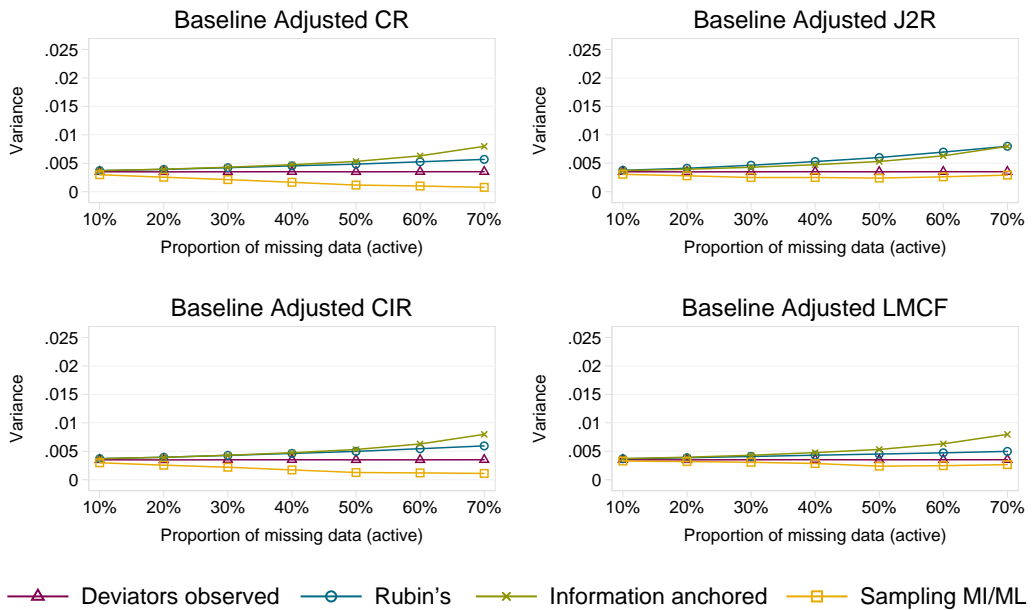 Baseline Adjusted CR
Variance
.025
.02
.015
.01
.005
0
10% 20% 30% 40% 50% 60% 70%
Proportion of missing data (active)
Baseline Adjusted J2R
Variance
.025
.02
.015
.01
.005
0
10% 20% 30% 40% 50% 60% 70%
Proportion of missing data (active)
Baseline Adjusted CIR
Variance
.025
.02
.015
.01
.005
0
10% 20% 30% 40% 50% 60% 70%
Proportion of missing data (active)
Baseline Adjusted LMCF
Variance
.025
.02
.015
.01
.005
0
10% 20% 30% 40% 50% 60% 70%
Proportion of missing data (active)
Deviators observed Rubin's Information anchored Sampling MI/ML